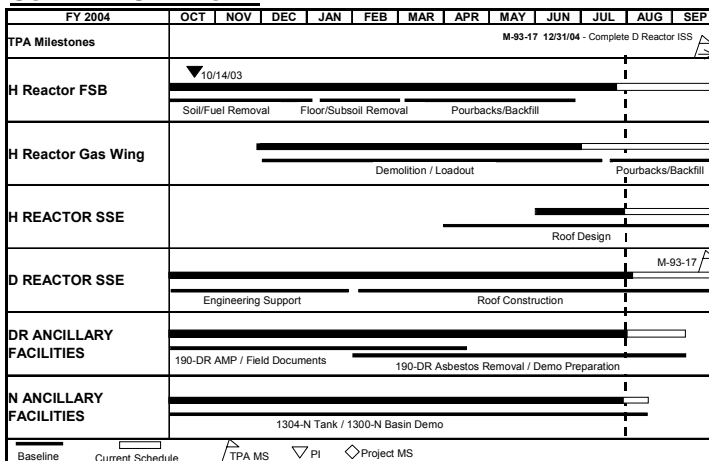 FY 2004 OCT NOV DEC JAN FEB MAR APR MAY JUN JUL AUG SEP
TPA Milestones
M-93-17 12/31/04 - Complete D Reactor ISS
10/14/03
H Reactor FSB
Soil/Fuel Removal Floor/Subsoil Removal Pourbacks/Backfill
H Reactor Gas Wing
Demolition / Loadout Pourbacks/Backfill
H REACTOR SSE
Roof Design
M-93-17
D REACTOR SSE
Engineering Support Roof Construction
DR ANCILLARY
FACILITIES
190-DR AMP / Field Documents 190-DR Asbestos Removal / Demo Preparation
N ANCILLARY
FACILITIES
1304-N Tank / 1300-N Basin Demo
Baseline Current Schedule TPA MS PI Project MS